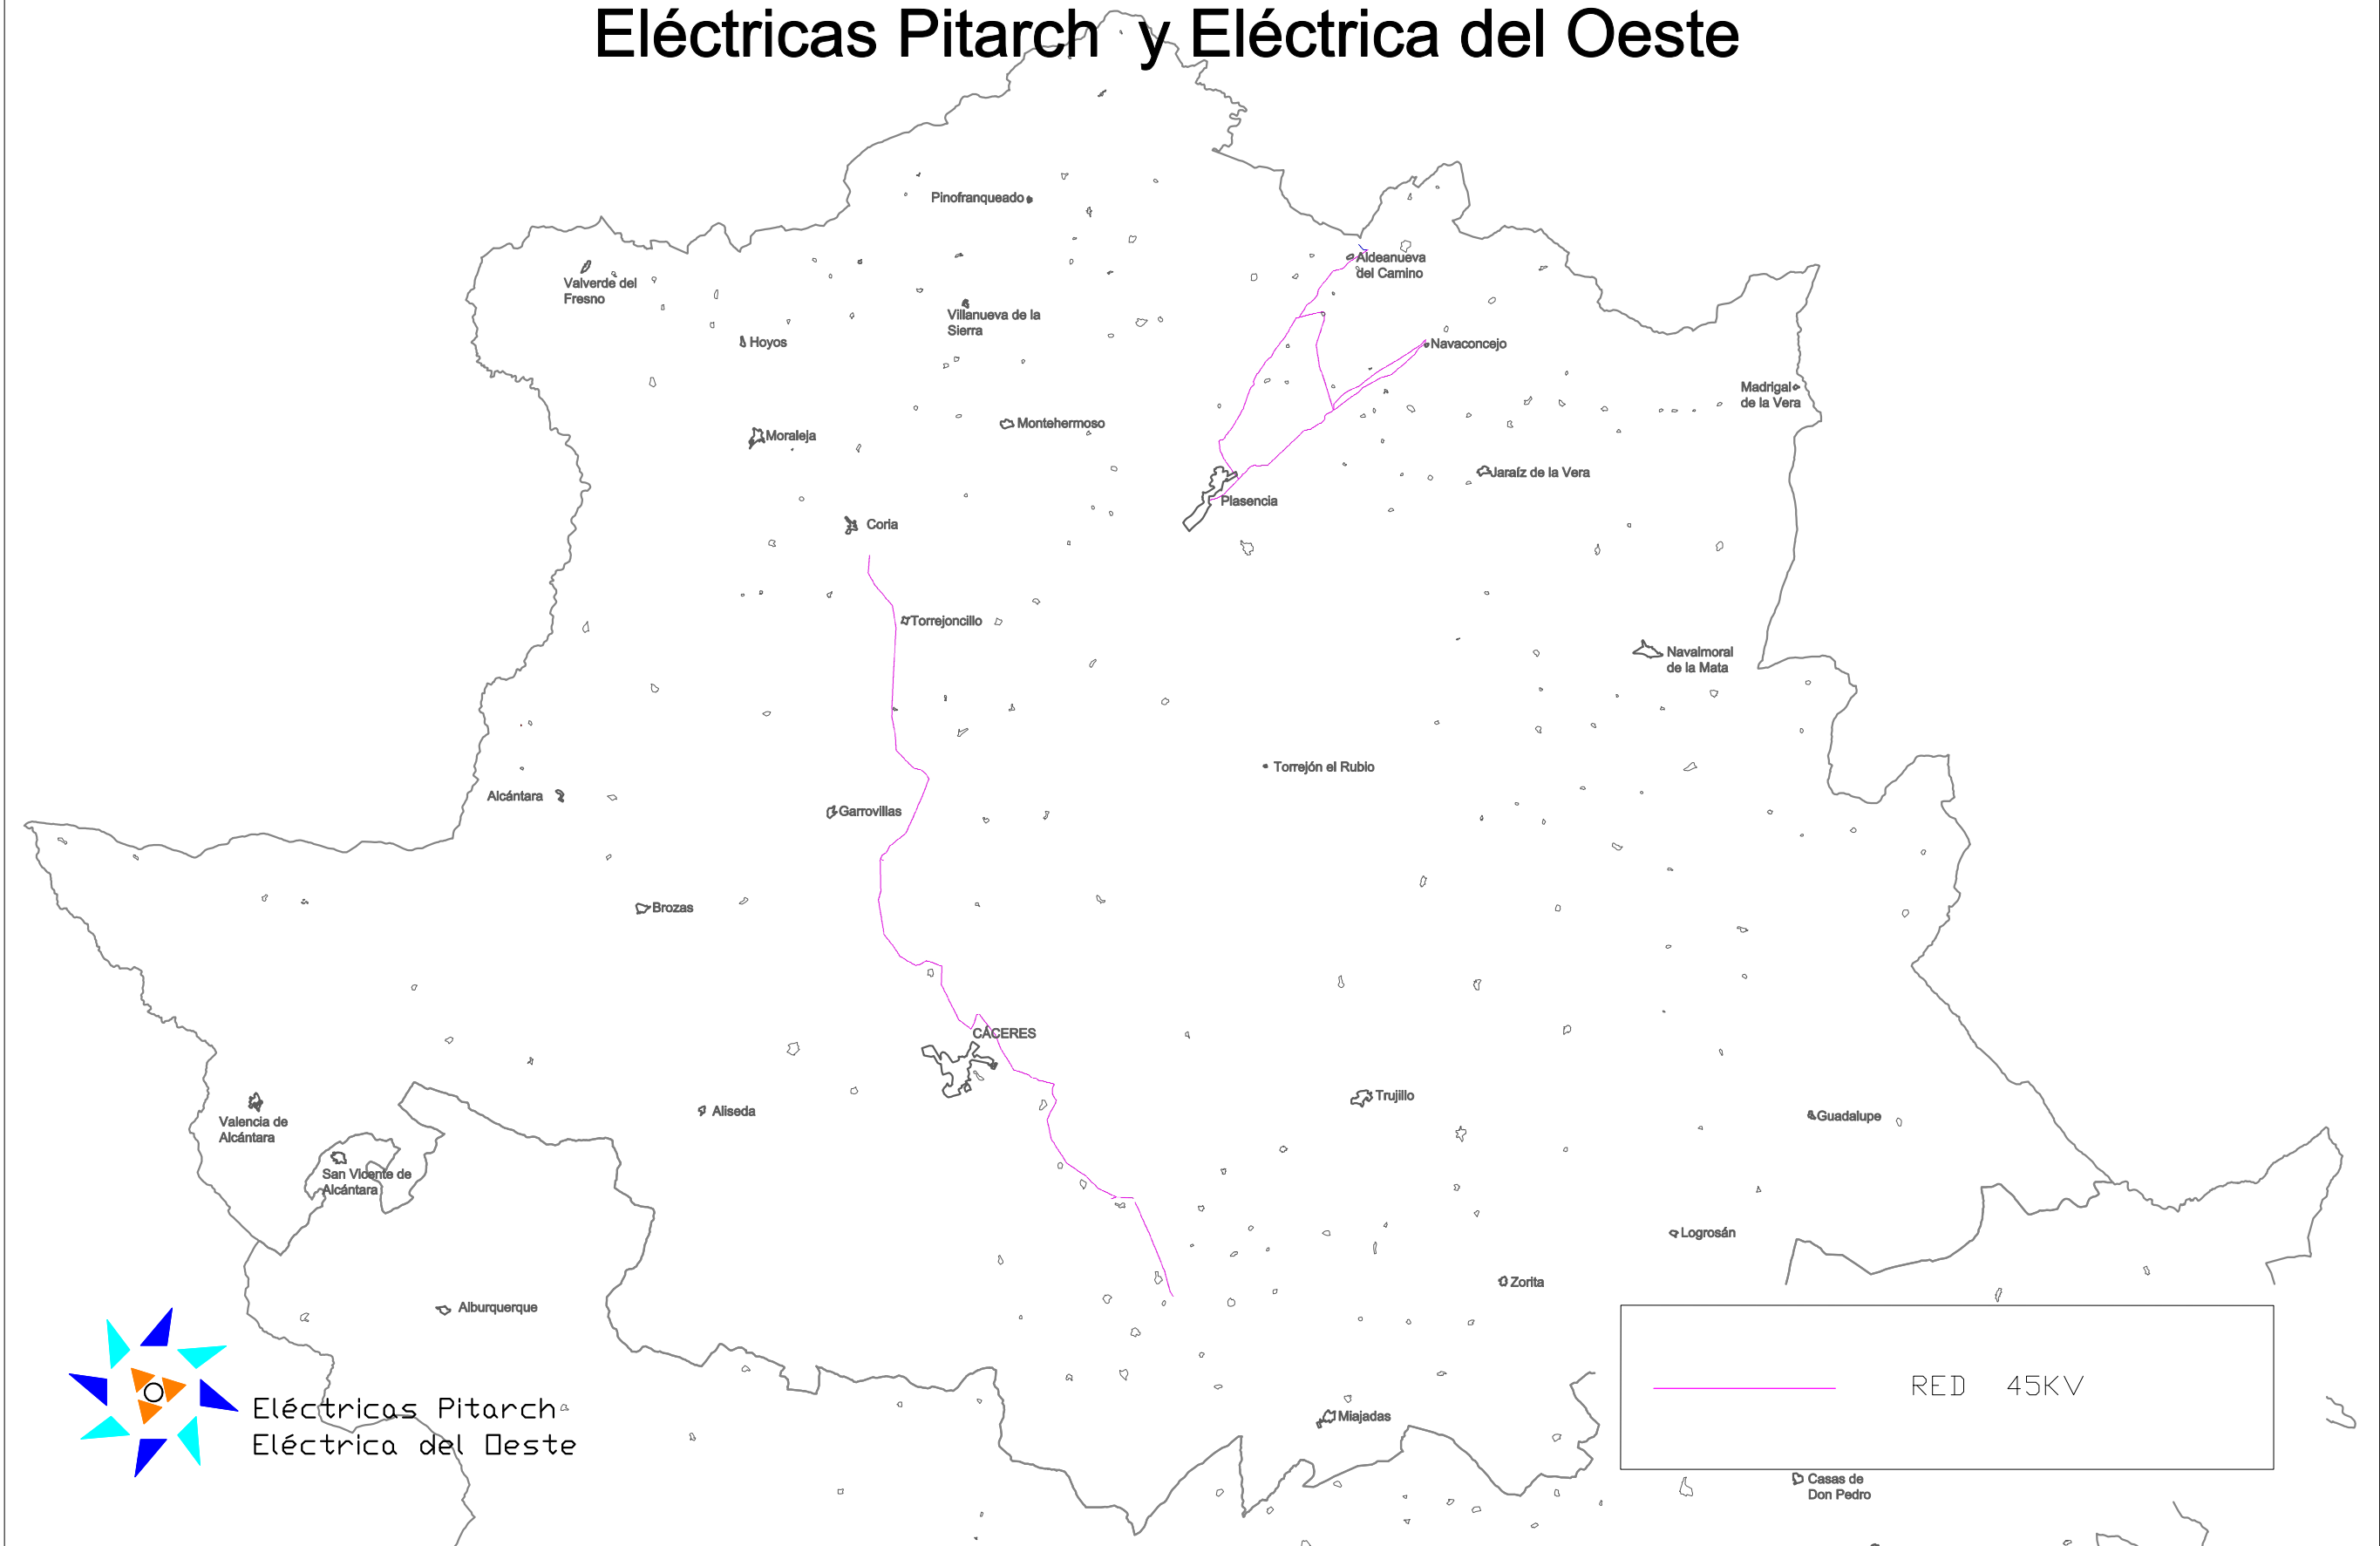 Eléctricas Pitarch y Eléctrica del Oeste
Pinofranqueado
Aldeanueva
del Camino
Valverde del
Fresno
Villanueva de la
Sierra
Hoyos
Navaconcejo
Madrigal
de la Vera
Montehermoso
Moraleja
Jaraíz de la Vera
Plasencia
Coria
Torrejoncillo
Navalmoral
de la Mata
Torrejón el Rubio
Alcántara
Garrovillas
Brozas
CÁCERES
Trujillo
Aliseda
Guadalupe
Valencia de
Alcántara
San Vicente de
Alcántara
Logrosán
Zorita
Alburquerque
RED 45KV
Eléctricas Pitarch
Eléctrica del Oeste
Miajadas
Casas de
Don Pedro